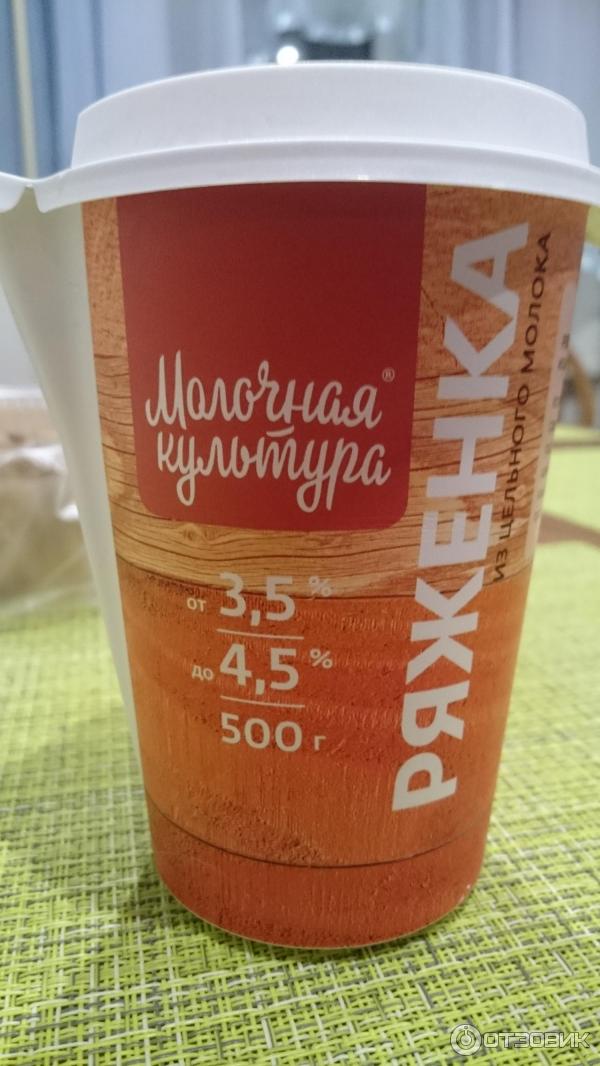 Молочная®
культура
от 3,5%
до 4,5%
500 г
РЯЖЕНКА
ИЗ ЦЕЛЬНОГО МОЛОКА
ОТЗОВИК